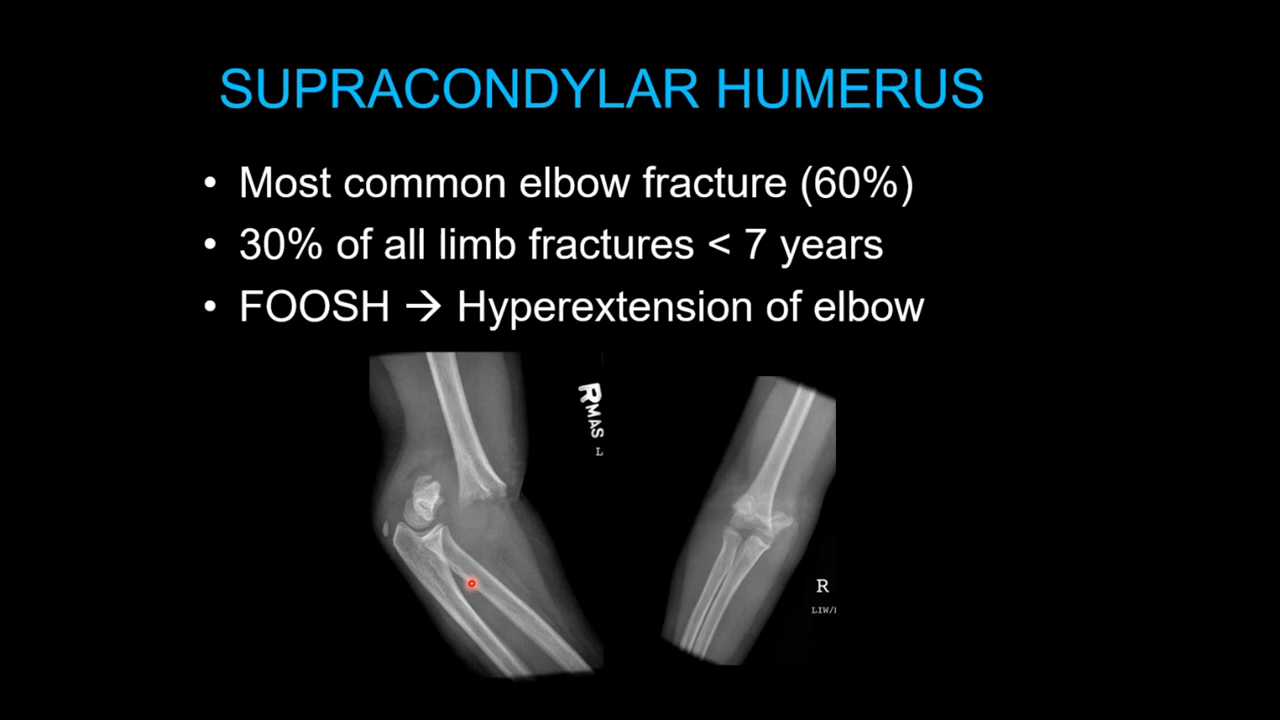 SUPRACONDYLAR HUMERUS
• Most common elbow fracture (60%)
• 30% of all limb fractures < 7 years
• FOOSH → Hyperextension of elbow
R
MAS
L
R
LIW/